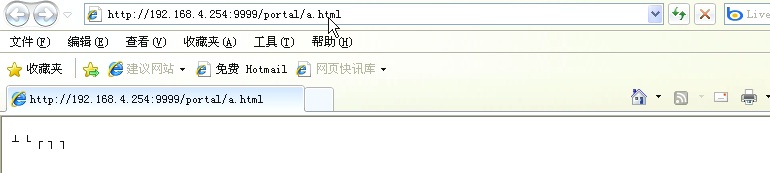 http://192.168.4.254:9999/portal/a.html
Live
文件(F) 编辑(E) 查看(V) 收藏夹(A) 工具(T) 帮助(H)
收藏夹 建议网站 免费 Hotmail 网页快讯库
http://192.168.4.254:9999/portal/a.html
┴ └ ┌ ┐ ┐